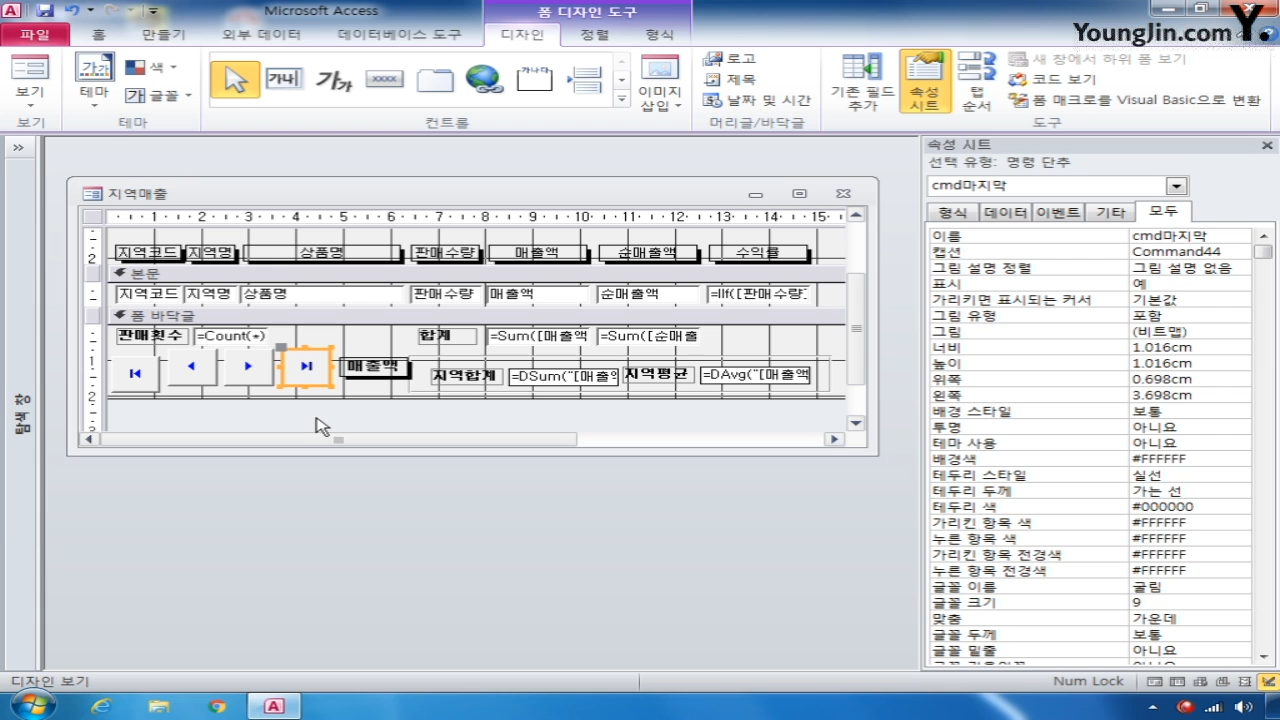 Microsoft Access
폼 디자인 도구
파일 홈 만들기 외부 데이터 데이터베이스 도구 디자인 정렬 형식
YoungJin.com Y.
보기
테마
색
글꼴
가나
가가
xxxx
이미지 삽입
로고
제목
날짜 및 시간
기존 필드 추가
속성 시트
탭 순서
새 창에서 하위 폼 보기
코드 보기
폼 매크로를 Visual Basic으로 변환
보기 테마 컨트롤 머리글/바닥글 도구
탐색 창
지역매출
1 2 3 4 5 6 7 8 9 10 11 12 13 14 15
지역코드 지역명 상품명 판매수량 매출액 순매출액 수익률
본문
지역코드 지역명 상품명 판매수량 매출액 순매출액 =IIf([판매수량]
폼 바닥글
판매횟수 =Count(*) 합계 =Sum([매출액 =Sum([순매출
매출액 지역합계 =DSum("[매출액 지역평균 =DAvg("[매출액
속성 시트
선택 유형: 명령 단추
cmd마지막
형식 데이터 이벤트 기타 모두
이름 cmd마지막
캡션 Command44
그림 설명 정렬 그림 설명 없음
표시 예
가리키면 표시되는 커서 기본값
그림 유형 포함
그림 (비트맵)
너비 1.016cm
높이 1.016cm
위쪽 0.698cm
왼쪽 3.698cm
배경 스타일 보통
투명 아니요
테마 사용 아니요
배경색 #FFFFFF
테두리 스타일 실선
테두리 두께 가는 선
테두리 색 #000000
가리킨 항목 색 #FFFFFF
누른 항목 색 #FFFFFF
가리킨 항목 전경색 #FFFFFF
누른 항목 전경색 #FFFFFF
글꼴 이름 굴림
글꼴 크기 9
맞춤 가운데
글꼴 두께 보통
글꼴 밑줄 아니요
디자인 보기
Num Lock